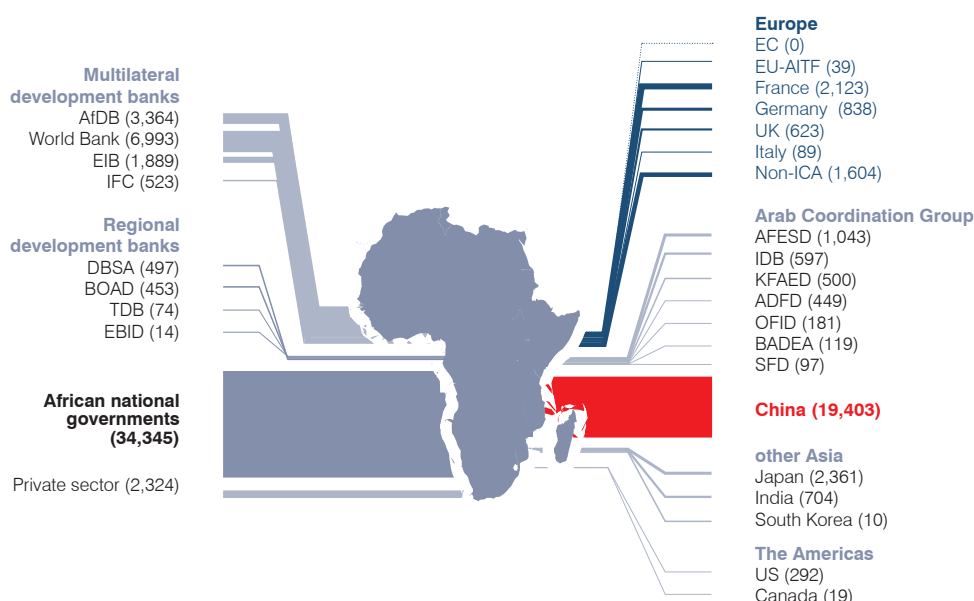 Multilateral
development banks
AfDB (3,364)
World Bank (6,993)
EIB (1,889)
IFC (523)
Regional
development banks
DBSA (497)
BOAD (453)
TDB (74)
EBID (14)
African national
governments
(34,345)
Private sector (2,324)
Europe
EC (0)
EU-AITF (39)
France (2,123)
Germany (838)
UK (623)
Italy (89)
Non-ICA (1,604)
Arab Coordination Group
AFESD (1,043)
IDB (597)
KFAED (500)
ADFD (449)
OFID (181)
BADEA (119)
SFD (97)
China (19,403)
other Asia
Japan (2,361)
India (704)
South Korea (10)
The Americas
US (292)
Canada (19)